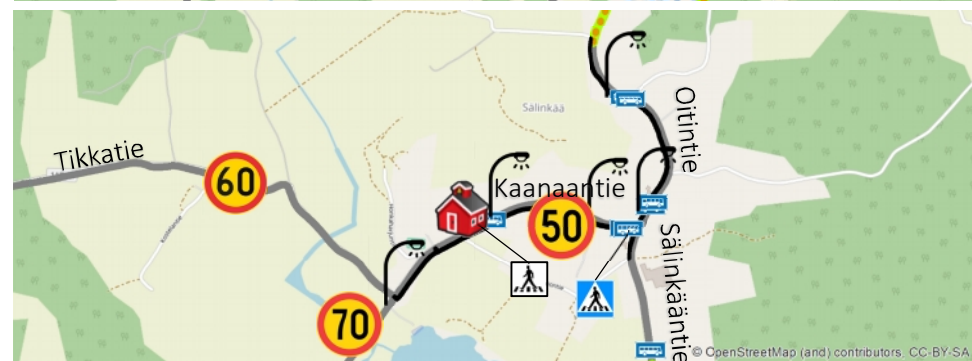 Oitintie
Sälinkää
Tikkatie
60
Kaanaantie
50
Sälinkääntie
70
© OpenStreetMap (and) contributors, CC-BY-SA